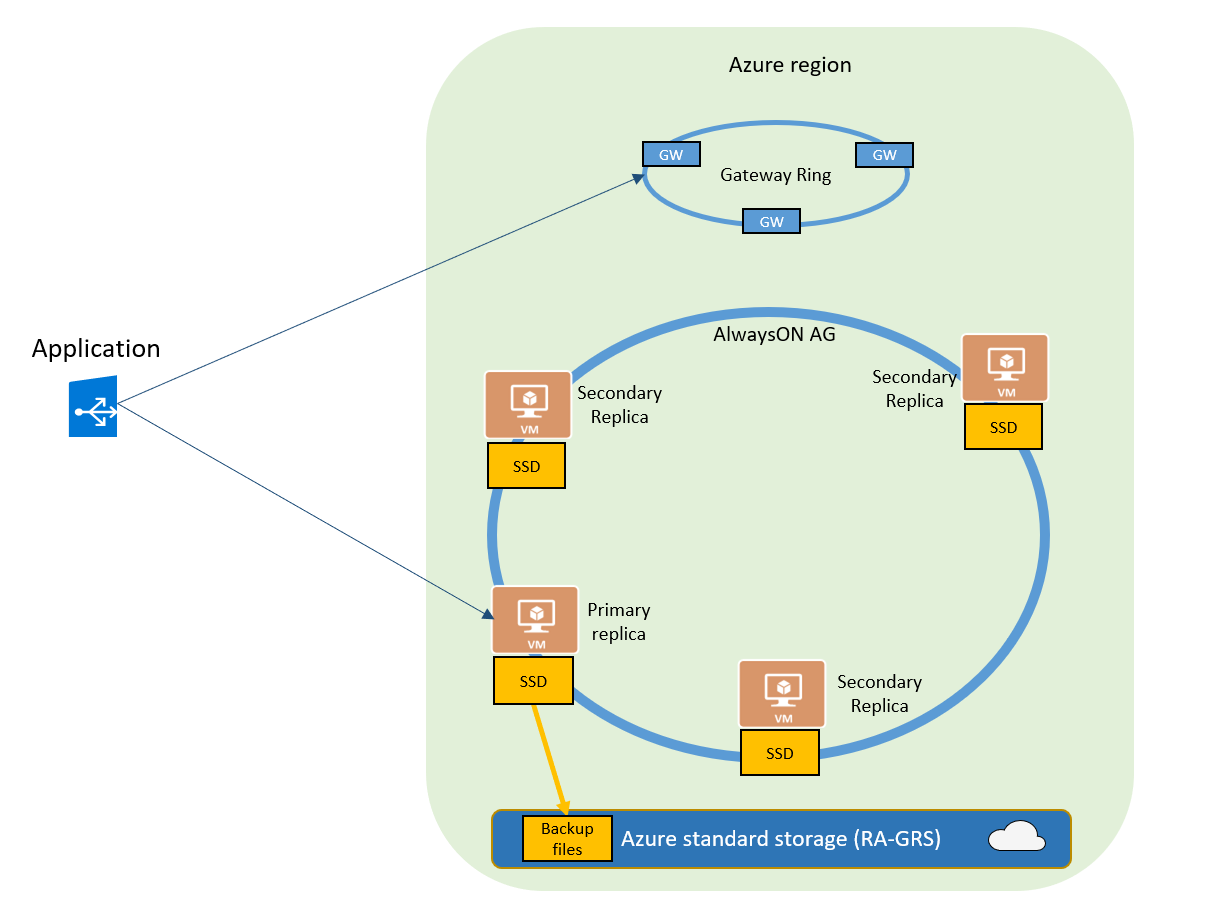 Azure region
GW
GW
Gateway Ring
GW
Application
AlwaysON AG
VM
Secondary
Replica
SSD
Secondary
Replica
VM
SSD
VM
Primary
replica
SSD
VM
Secondary
Replica
SSD
Backup
files
Azure standard storage (RA-GRS)